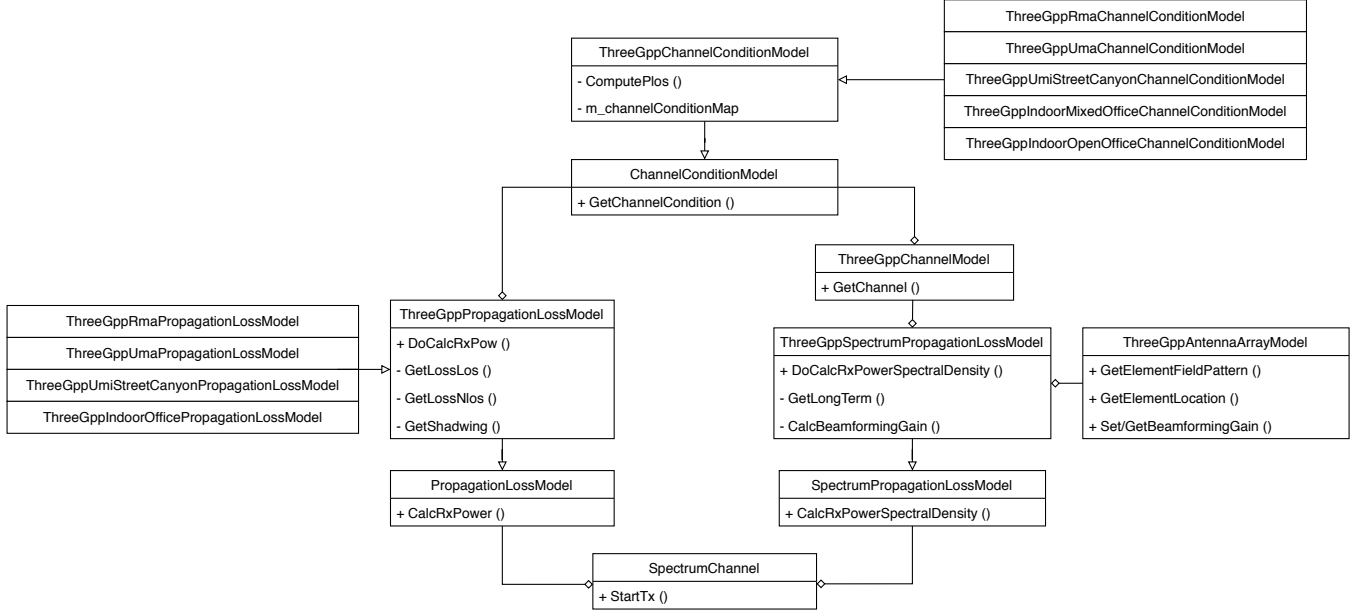 ThreeGppRmaChannelConditionModel
ThreeGppUmaChannelConditionModel
ThreeGppUmiStreetCanyonChannelConditionModel
ThreeGppIndoorMixedOfficeChannelConditionModel
ThreeGppIndoorOpenOfficeChannelConditionModel
ThreeGppChannelConditionModel
- ComputePlos ()
- m_channelConditionMap
ChannelConditionModel
+ GetChannelCondition ()
ThreeGppChannelModel
+ GetChannel ()
ThreeGppRmaPropagationLossModel
ThreeGppUmaPropagationLossModel
ThreeGppUmiStreetCanyonPropagationLossModel
ThreeGppIndoorOfficePropagationLossModel
ThreeGppPropagationLossModel
+ DoCalcRxPow ()
- GetLossLos ()
- GetLossNlos ()
- GetShadwing ()
ThreeGppSpectrumPropagationLossModel
+ DoCalcRxPowerSpectralDensity ()
- GetLongTerm ()
- CalcBeamformingGain ()
ThreeGppAntennaArrayModel
+ GetElementFieldPattern ()
+ GetElementLocation ()
+ Set/GetBeamformingGain ()
PropagationLossModel
+ CalcRxPower ()
SpectrumPropagationLossModel
+ CalcRxPowerSpectralDensity ()
SpectrumChannel
+ StartTx ()